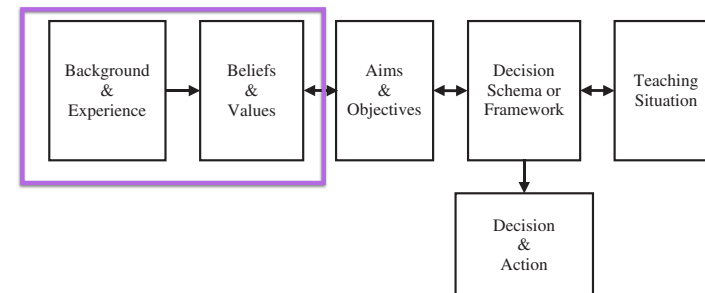 Background
&
Experience
Beliefs
&
Values
Aims
&
Objectives
Decision
Schema or
Framework
Teaching
Situation
Decision
&
Action